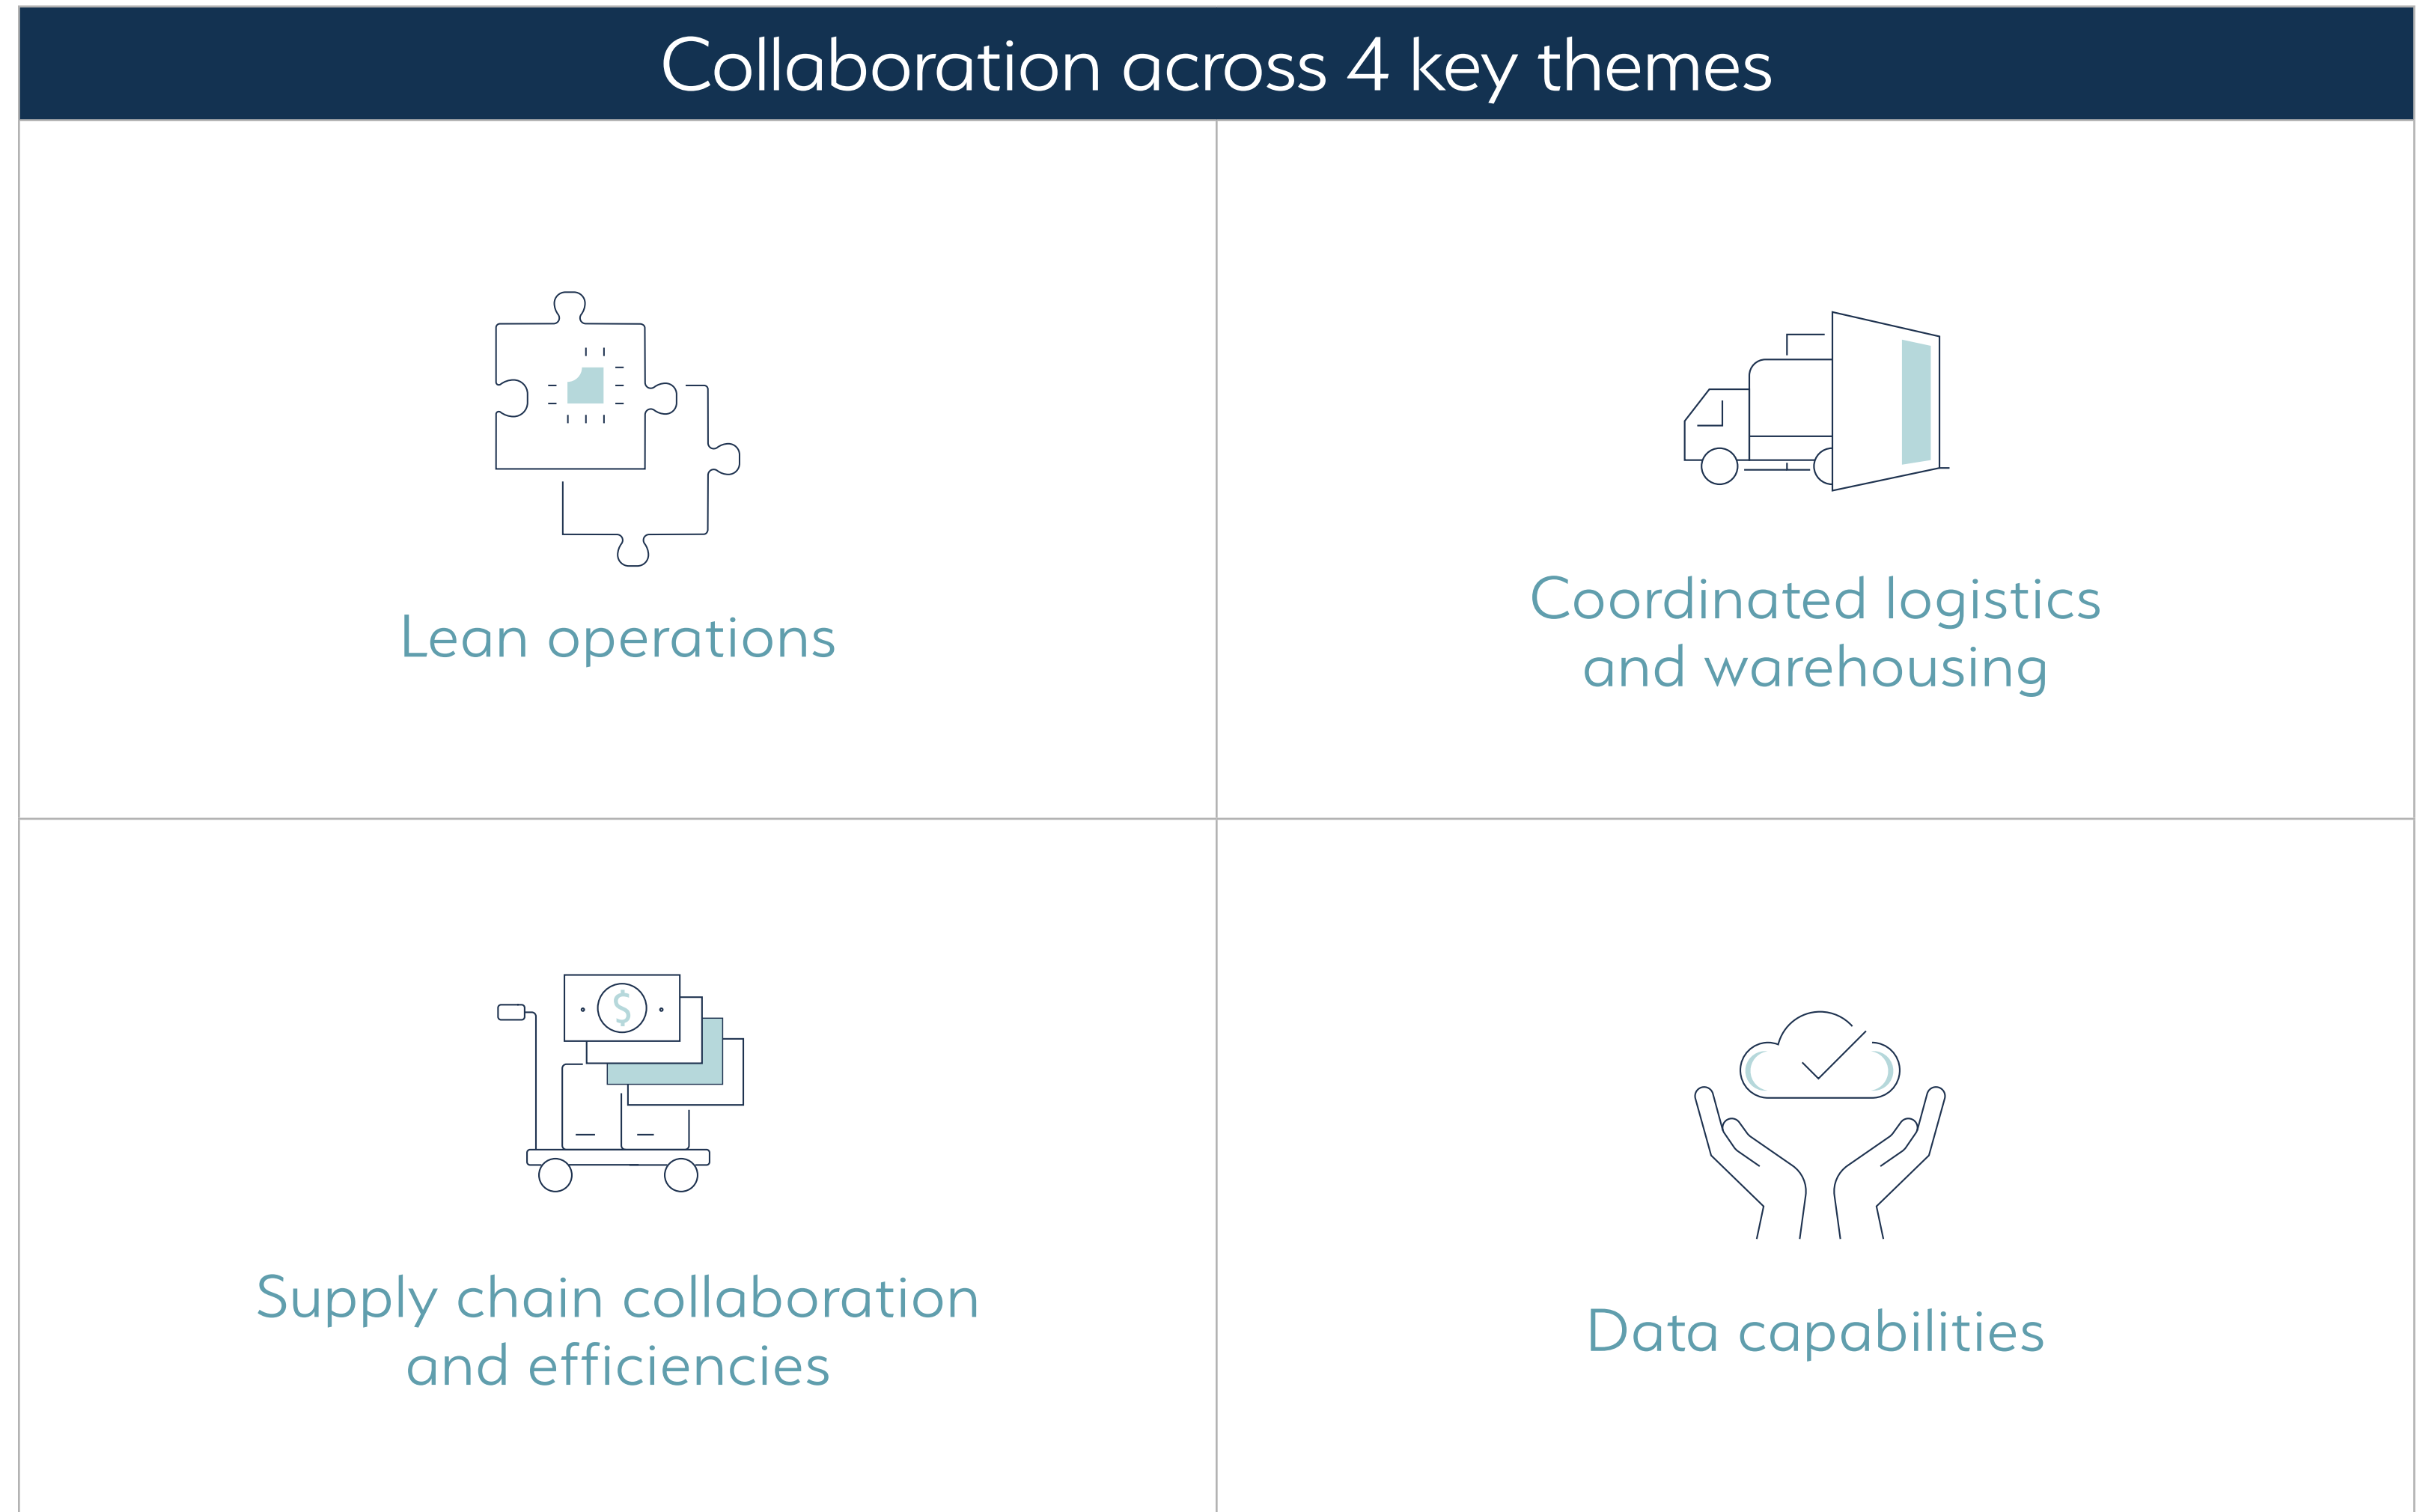 Collaboration across 4 key themes
Lean operations
Coordinated logistics
and warehousing
$
Supply chain collaboration
and efficiencies
Data capabilities